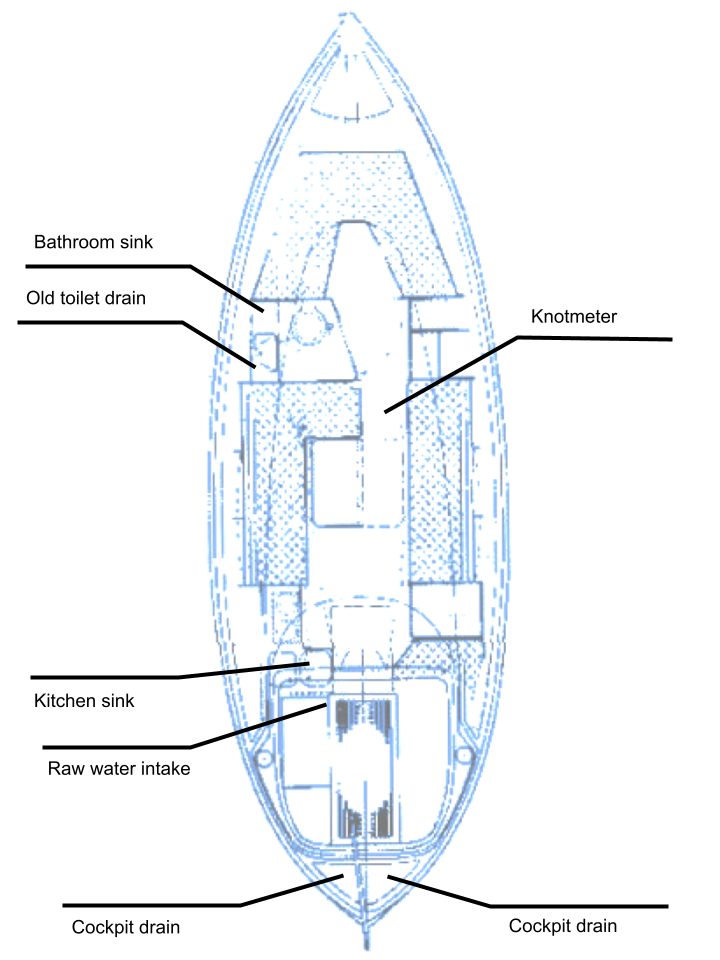 Bathroom sink
Old toilet drain
Knotmeter
Kitchen sink
Raw water intake
Cockpit drain
Cockpit drain